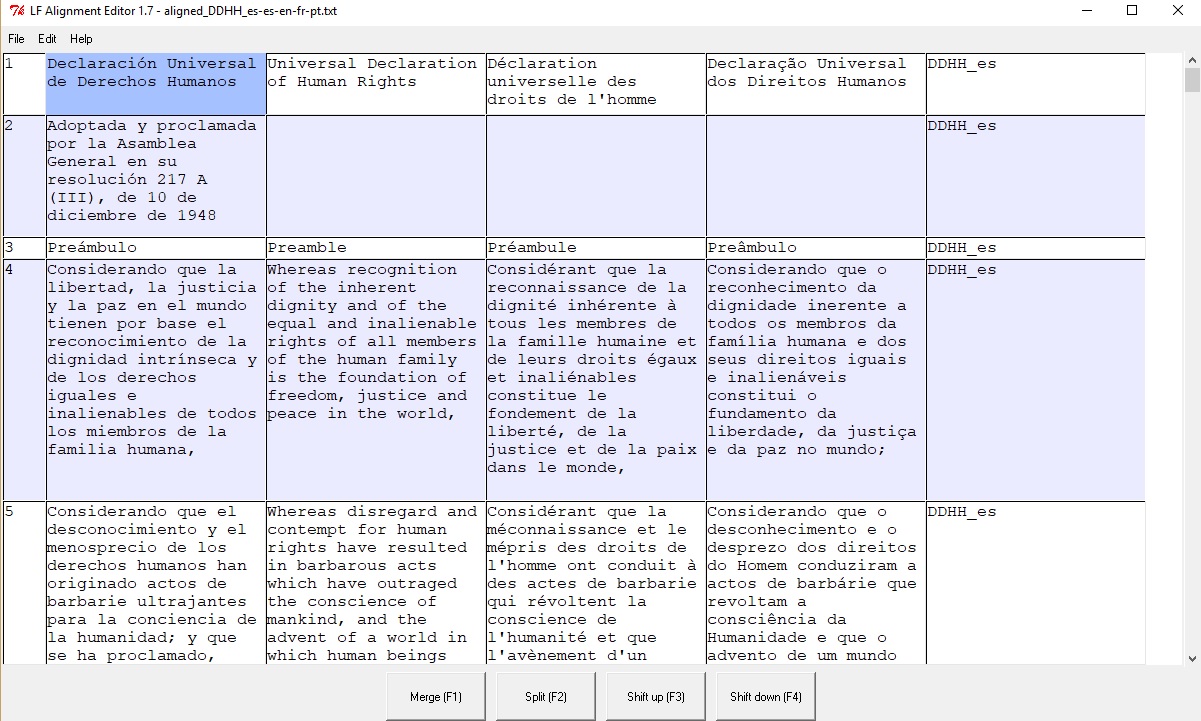 LF Alignment Editor 1.7 - aligned_DDHH_es-es-en-fr-pt.txt
File Edit Help
1
Declaración Universal
de Derechos Humanos
Universal Declaration
of Human Rights
Déclaration
universelle des
droits de l'homme
Declaração Universal
dos Direitos Humanos
DDHH_es
2
Adoptada y proclamada
por la Asamblea
General en su
resolución 217 A
(III), de 10 de
diciembre de 1948
DDHH_es
3
Preámbulo
Preamble
Préambule
Preâmbulo
DDHH_es
4
Considerando que la
libertad, la justicia
y la paz en el mundo
tienen por base el
reconocimiento de la
dignidad intrínseca y
de los derechos
iguales e
inalienables de todos
los miembros de la
familia humana,
Whereas recognition
of the inherent
dignity and of the
equal and inalienable
rights of all members
of the human family
is the foundation of
freedom, justice and
peace in the world,
Considérant que la
reconnaissance de la
dignité inhérente à
tous les membres de
la famille humaine et
de leurs droits égaux
et inaliénables
constitue le
fondement de la
liberté, de la
justice et de la paix
dans le monde,
Considerando que o
reconhecimento da
dignidade inerente a
todos os membros da
família humana e dos
seus direitos iguais
e inalienáveis
constitui o
fundamento da
liberdade, da justiça
e da paz no mundo;
DDHH_es
5
Considerando que el
desconocimiento y el
menosprecio de los
derechos humanos han
originado actos de
barbarie ultrajantes
para la conciencia de
la humanidad; y que
se ha proclamado,
Whereas disregard and
contempt for human
rights have resulted
in barbarous acts
which have outraged
the conscience of
mankind, and the
advent of a world in
which human beings
Considérant que la
méconnaissance et le
mépris des droits de
l'homme ont conduit à
des actes de barbarie
qui révoltent la
conscience de
l'humanité et que
l'avènement d'un
Considerando que o
desconhecimento e o
desprezo dos direitos
do Homem conduziram a
actos de barbárie que
revoltam a
consciência da
Humanidade e que o
advento de um mundo
DDHH_es
Merge (F1)
Split (F2)
Shift up (F3)
Shift down (F4)